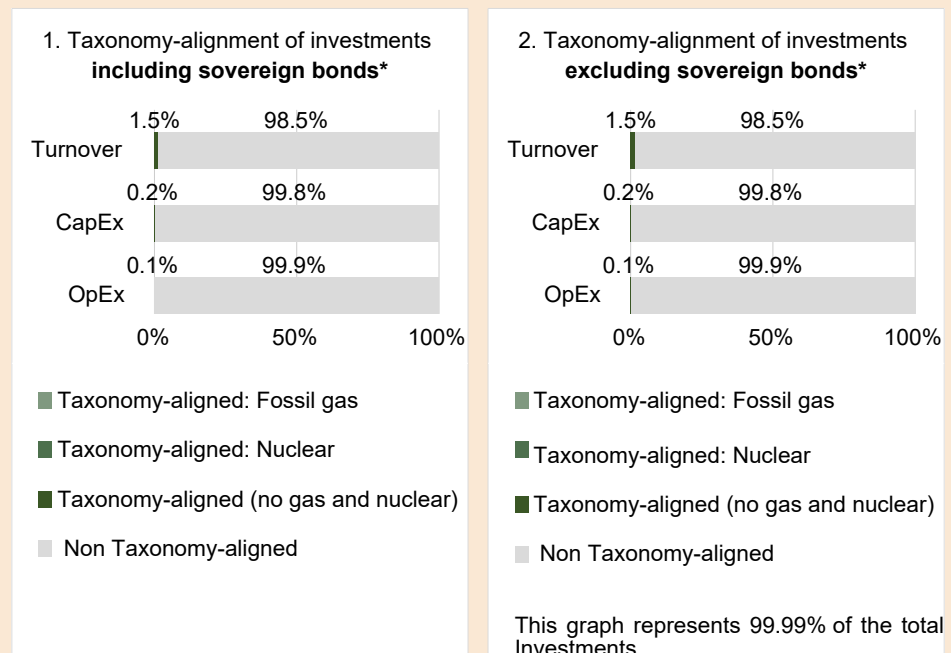 1. Taxonomy-alignment of investments
including sovereign bonds*
1.5% 98.5%
Turnover
0.2% 99.8%
CapEx
0.1% 99.9%
OpEx
0% 50% 100%
Taxonomy-aligned: Fossil gas
Taxonomy-aligned: Nuclear
Taxonomy-aligned (no gas and nuclear)
Non Taxonomy-aligned
2. Taxonomy-alignment of investments
excluding sovereign bonds*
1.5% 98.5%
Turnover
0.2% 99.8%
CapEx
0.1% 99.9%
OpEx
0% 50% 100%
Taxonomy-aligned: Fossil gas
Taxonomy-aligned: Nuclear
Taxonomy-aligned (no gas and nuclear)
Non Taxonomy-aligned
This graph represents 99.99% of the total
Investments